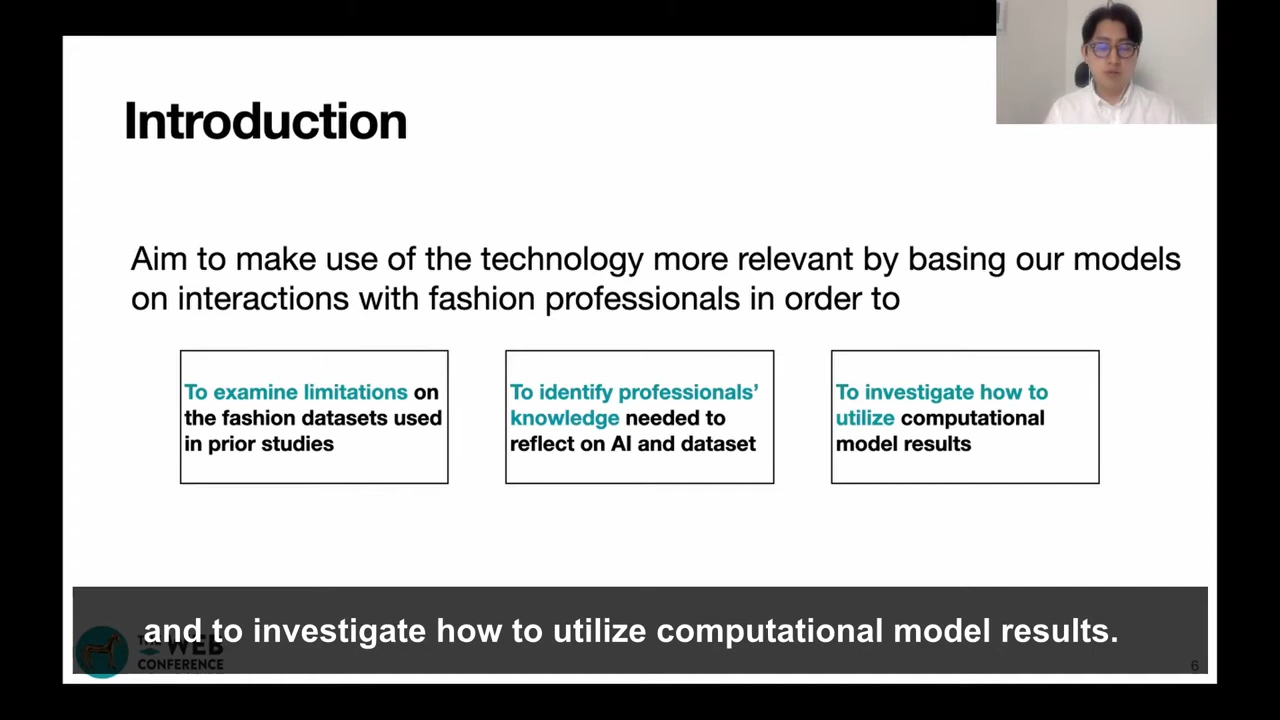 Introduction
Aim to make use of the technology more relevant by basing our models
on interactions with fashion professionals in order to
To examine limitations on
the fashion datasets used
in prior studies
To identify professionals’
knowledge needed to
reflect on AI and dataset
To investigate how to
utilize computational
model results
and to investigate how to utilize computational model results.
WEB
CONFERENCE
6